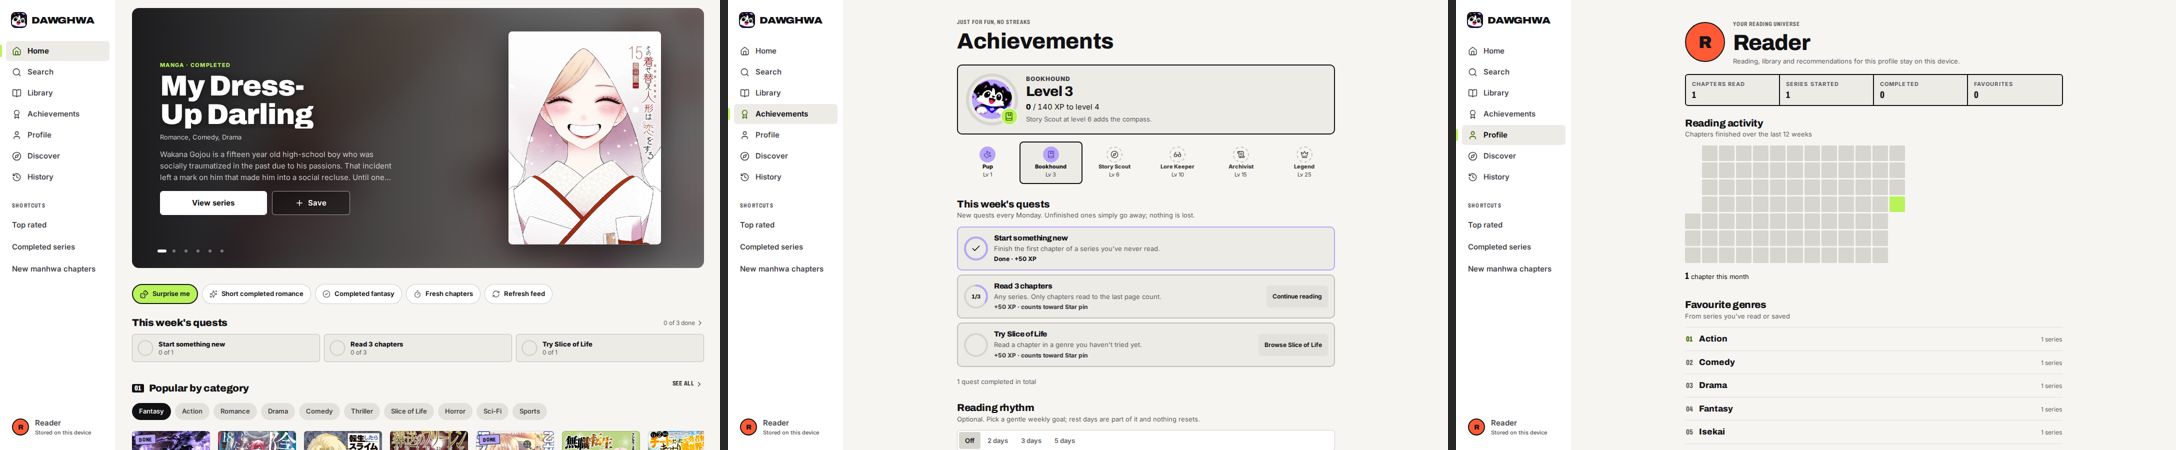 DAWGHWA
Home
Search
Library
Achievements
Profile
Discover
History
SHORTCUTS
Top rated
Completed series
New manhwa chapters
R
Reader
Stored on this device
MANGA · COMPLETED
My Dress-
Up Darling
Romance, Comedy, Drama
Wakana Gojou is a fifteen year old high-school boy who was
socially traumatized in the past due to his passions. That incident
left a mark on him that made him into a social recluse. Until one...
View series
+ Save
15
その着せ替え人形は恋をする
Surprise me
Short completed romance
Completed fantasy
Fresh chapters
Refresh feed
This week's quests
0 of 3 done >
Start something new
0 of 1
Read 3 chapters
0 of 3
Try Slice of Life
0 of 1
01 Popular by category
SEE ALL >
Fantasy
Action
Romance
Drama
Comedy
Thriller
Slice of Life
Horror
Sci-Fi
Sports
DONE
DONE
DAWGHWA
Home
Search
Library
Achievements
Profile
Discover
History
SHORTCUTS
Top rated
Completed series
New manhwa chapters
R
Reader
Stored on this device
JUST FOR FUN, NO STREAKS
Achievements
BOOKHOUND
Level 3
0 / 140 XP to level 4
Story Scout at level 6 adds the compass.
Pup
Lv 1
Bookhound
Lv 3
Story Scout
Lv 6
Lore Keeper
Lv 10
Archivist
Lv 15
Legend
Lv 25
This week's quests
New quests every Monday. Unfinished ones simply go away; nothing is lost.
Start something new
Finish the first chapter of a series you've never read.
Done · +50 XP
1/3
Read 3 chapters
Any series. Only chapters read to the last page count.
+50 XP · counts toward Star pin
Continue reading
Try Slice of Life
Read a chapter in a genre you haven't tried yet.
+50 XP · counts toward Star pin
Browse Slice of Life
1 quest completed in total
Reading rhythm
Optional. Pick a gentle weekly goal; rest days are part of it and nothing resets.
Off
2 days
3 days
5 days
DAWGHWA
Home
Search
Library
Achievements
Profile
Discover
History
SHORTCUTS
Top rated
Completed series
New manhwa chapters
R
Reader
Stored on this device
R
YOUR READING UNIVERSE
Reader
Reading, library and recommendations for this profile stay on this device.
CHAPTERS READ
1
SERIES STARTED
1
COMPLETED
0
FAVOURITES
0
Reading activity
Chapters finished over the last 12 weeks
1 chapter this month
Favourite genres
From series you've read or saved
01 Action
1 series
02 Comedy
1 series
03 Drama
1 series
04 Fantasy
1 series
05 Isekai
1 series